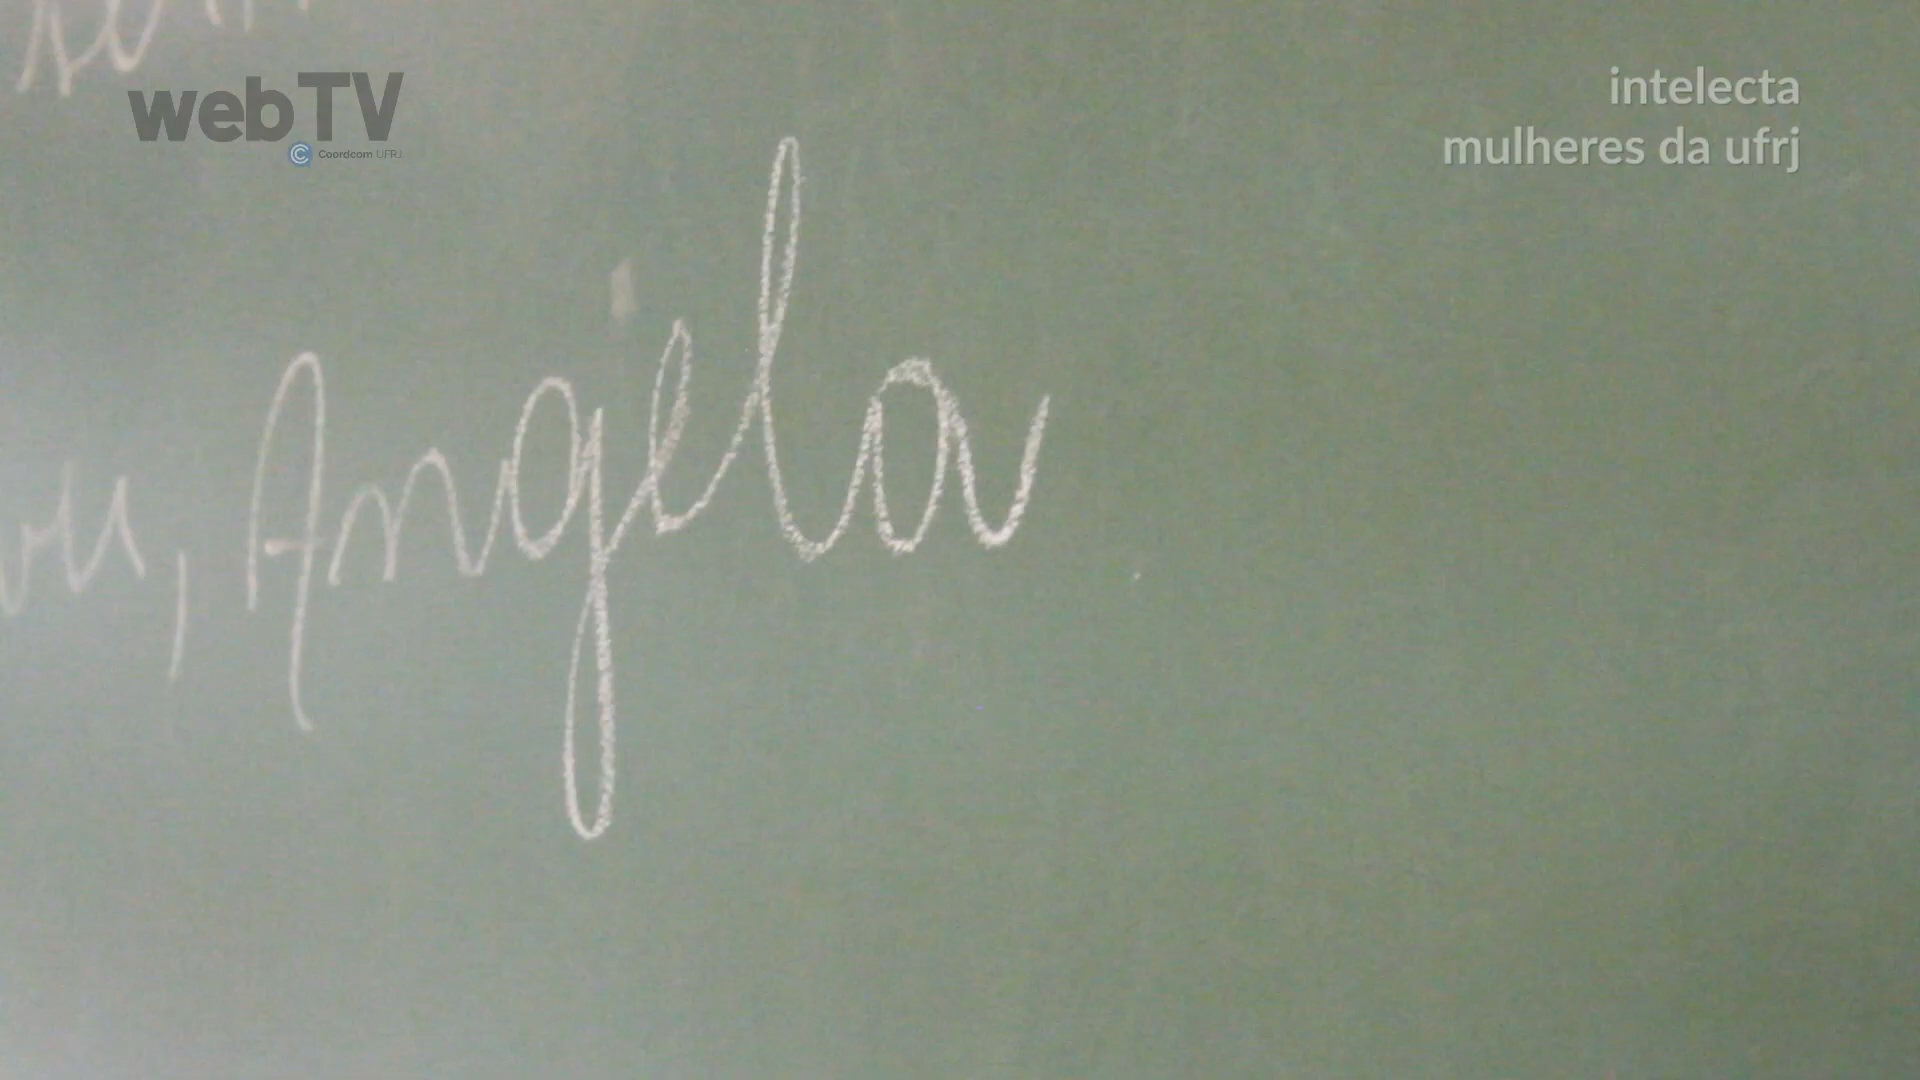 webTV
Coordcom UFRJ
intelecta
mulheres da ufrj
, Angela